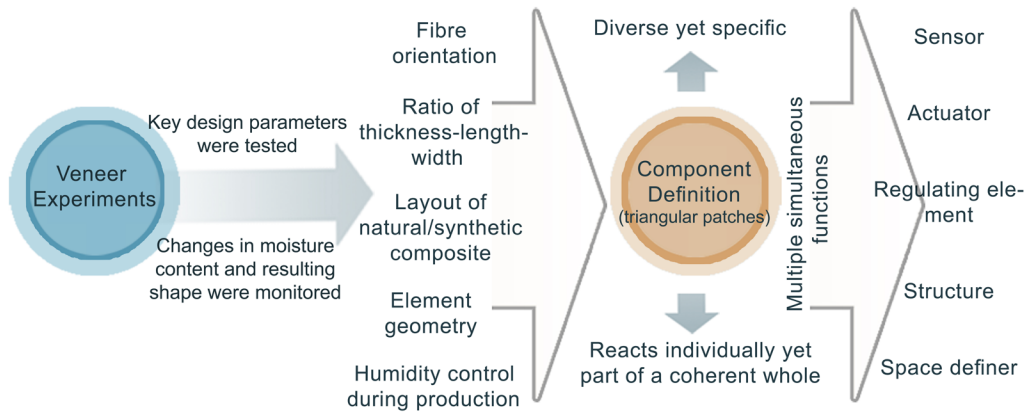 Veneer
Experiments
Key design parameters
were tested
Changes in moisture
content and resulting
shape were monitored
Fibre
orientation
Ratio of
thickness-length-
width
Layout of
natural/synthetic
composite
Element
geometry
Humidity control
during production
Diverse yet specific
Component
Definition
(triangular patches)
Reacts individually yet
part of a coherent whole
Multiple simultaneous
functions
Sensor
Actuator
Regulating ele-
ment
Structure
Space definer